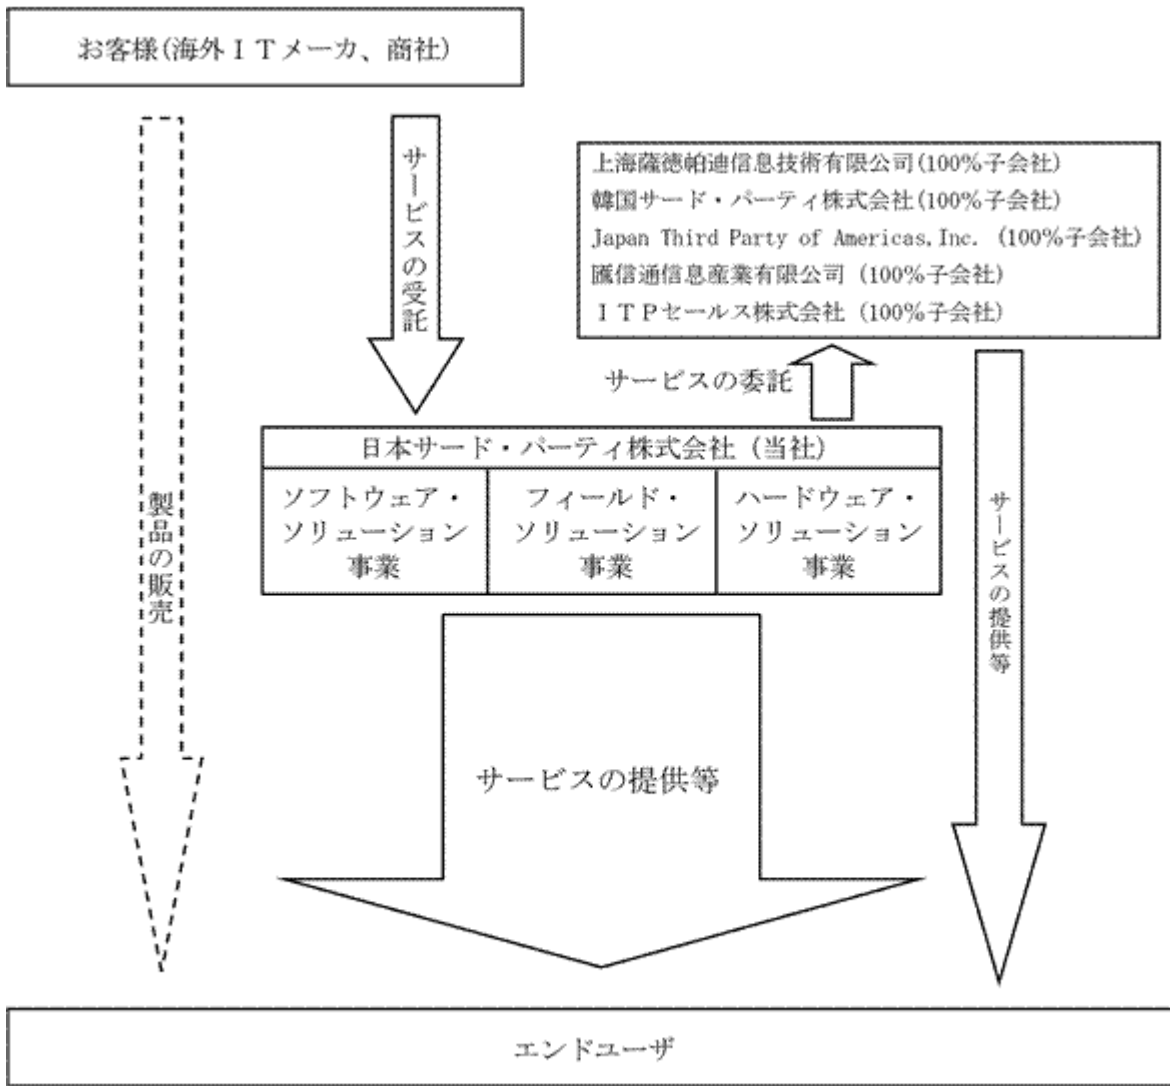 お客様(海外ＩＴメーカ、商社)
サービスの受託
上海薩徳帕迪信息技術有限公司(100%子会社)
韓国サード・パーティ株式会社(100%子会社)
Japan Third Party of Americas,Inc. (100%子会社)
匯信通信息産業有限公司 (100%子会社)
ＩＴＰセールス株式会社 (100%子会社)
サービスの委託
日本サード・パーティ株式会社 (当社)
ソフトウェア・
ソリューション
事業
フィールド・
ソリューション
事業
ハードウェア・
ソリューション
事業
製品の販売
サービスの提供等
サービスの提供等
エンドユーザ